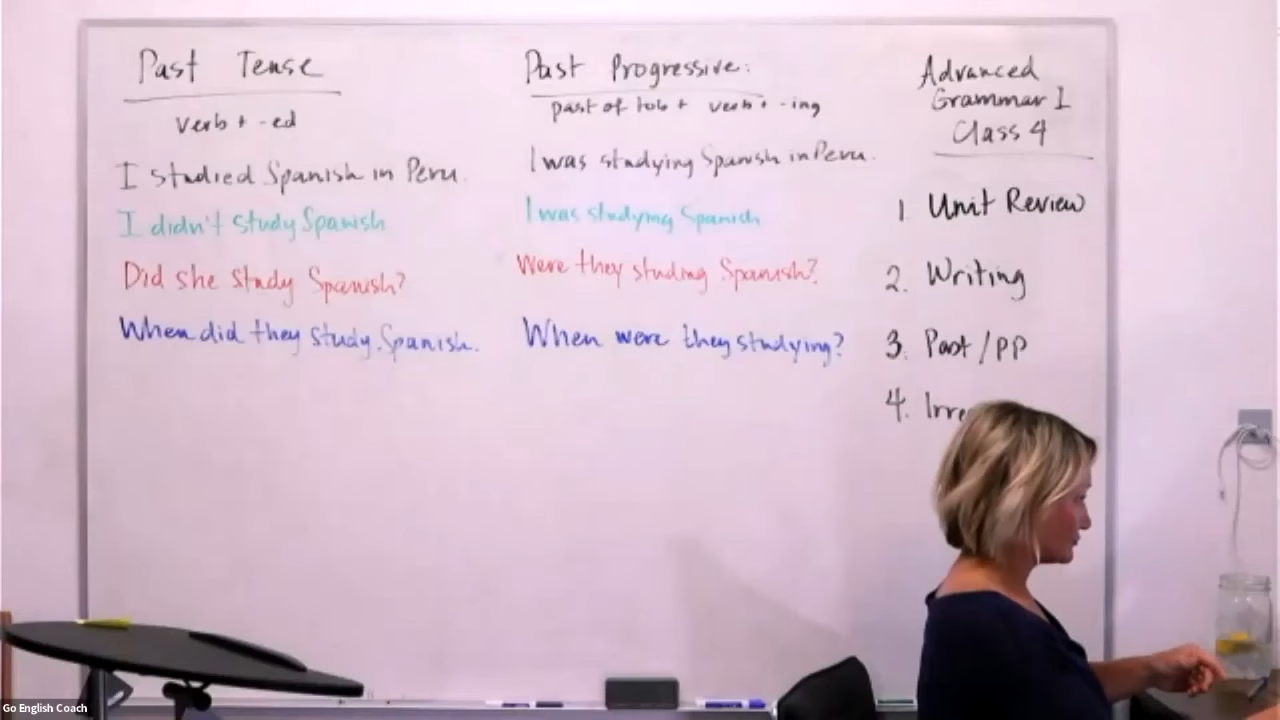 Past Tense
verb + -ed
I studied Spanish in Peru.
I didn't study Spanish
Did she study Spanish?
When did they study Spanish.
Past Progressive:
past of tob + verb + -ing
I was studying Spanish in Peru.
I was studying Spanish
Were they studing Spanish?
When were they studying?
Advanced
Grammar 1
Class 4
1. Unit Review
2. Writing
3. Past / PP
4. Irre
Go English Coach